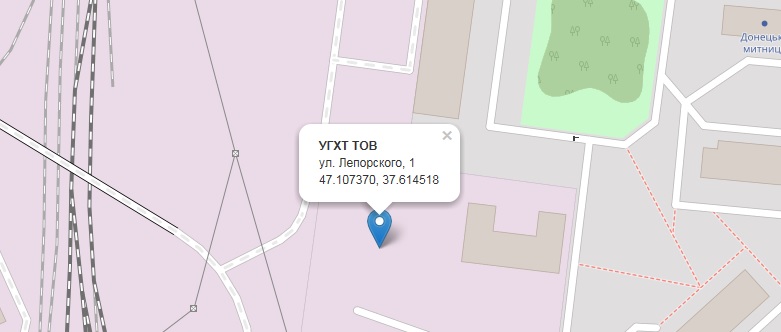 Донецьк
митниц
УГХТ ТОВ
ул. Лепорского, 1
47.107370, 37.614518